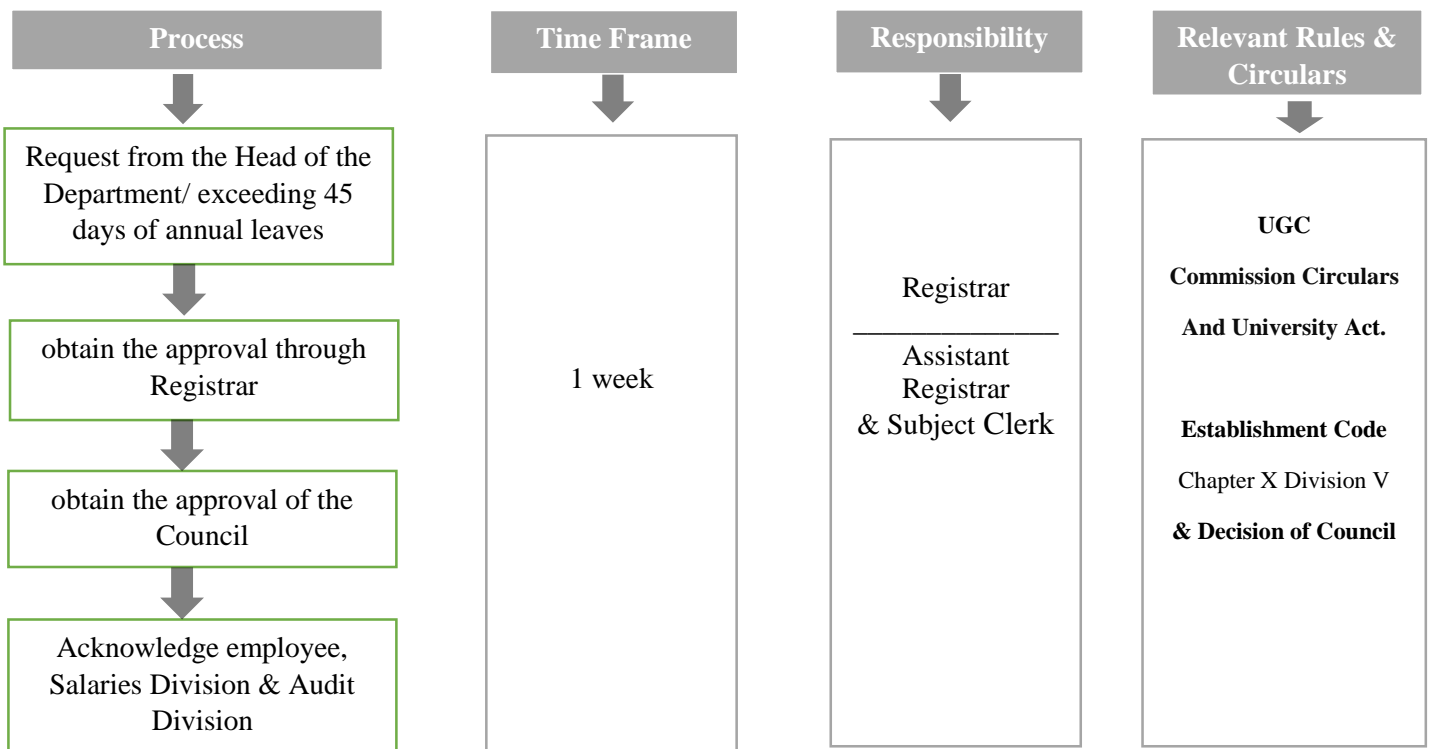 Process
Request from the Head of the
Department/ exceeding 45
days of annual leaves
obtain the approval through
Registrar
obtain the approval of the
Council
Acknowledge employee,
Salaries Division & Audit
Division
Time Frame
1 week
Responsibility
Registrar
Assistant
Registrar
& Subject Clerk
Relevant Rules &
Circulars
UGC
Commission Circulars
And University Act.
Establishment Code
Chapter X Division V
& Decision of Council